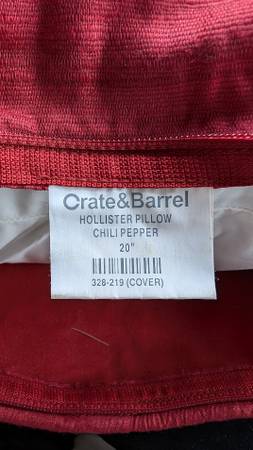 Crate&Barrel
HOLLISTER PILLOW
CHILI PEPPER
20"
328-219 (COVER)